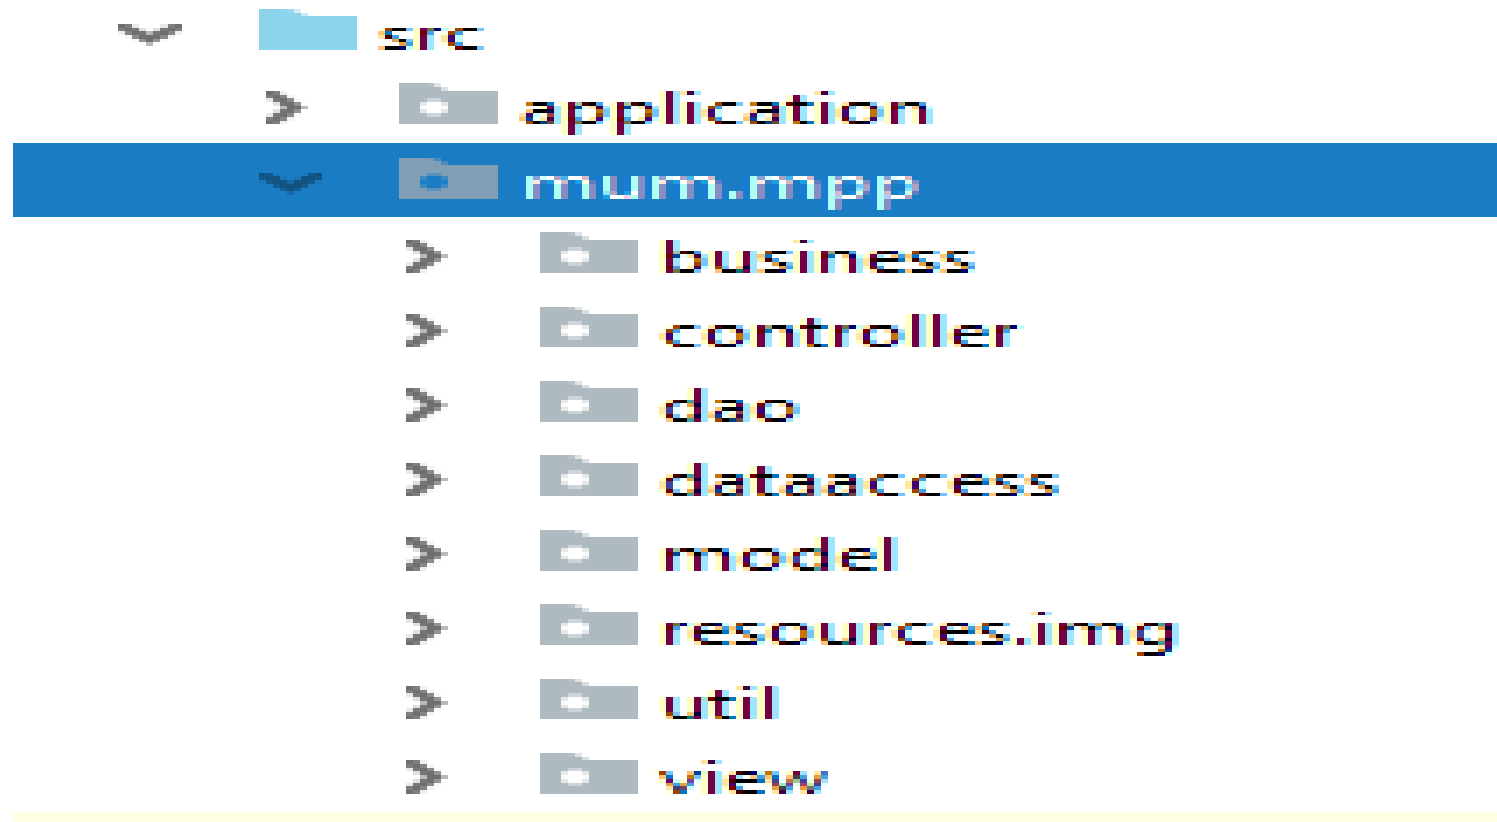 src
application
mum.mpp
business
controller
dao
dataaccess
model
resources.img
util
view